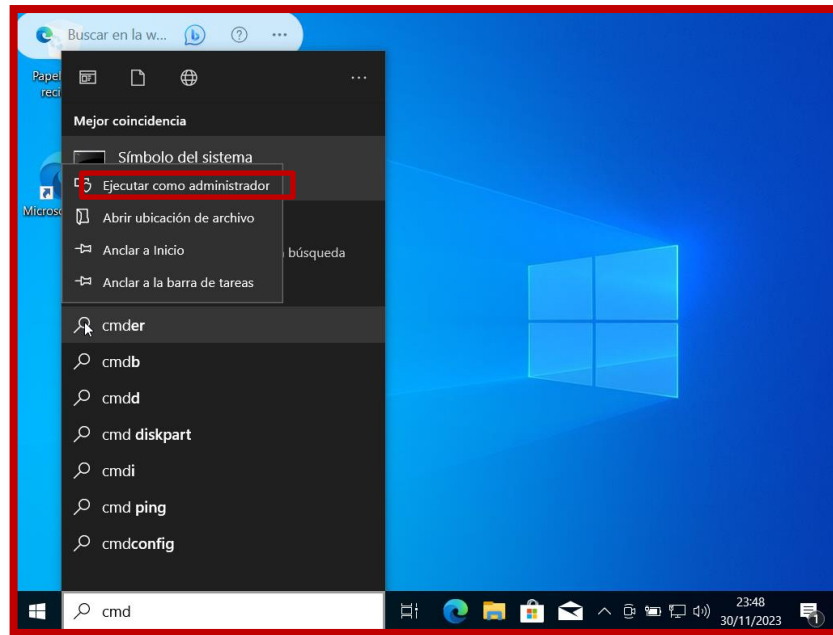 Buscar en la w...
Papel
reci
Mejor coincidencia
Símbolo del sistema
Ejecutar como administrador
Microso
Abrir ubicación de archivo
Anclar a Inicio
búsqueda
Anclar a la barra de tareas
cmder
cmdb
cmdd
cmd diskpart
cmdi
cmd ping
cmdconfig
cmd
23:48
30/11/2023
1